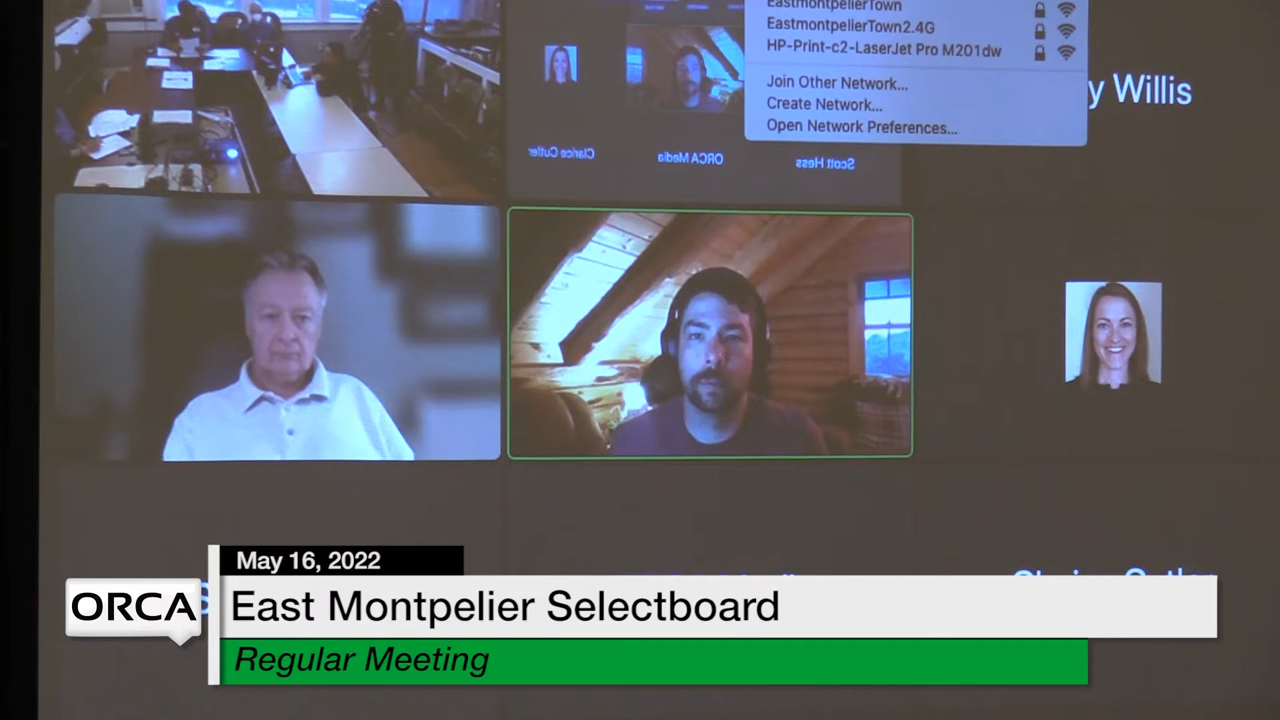 EastmontpelierTown
EastmontpelierTown2.4G
HP-Print-c2-LaserJet Pro M201dw
Join Other Network...
Create Network...
Open Network Preferences...
y Willis
Clarice Cutler
ORCA Media
Scott Hess
May 16, 2022
ORCA
East Montpelier Selectboard
Regular Meeting